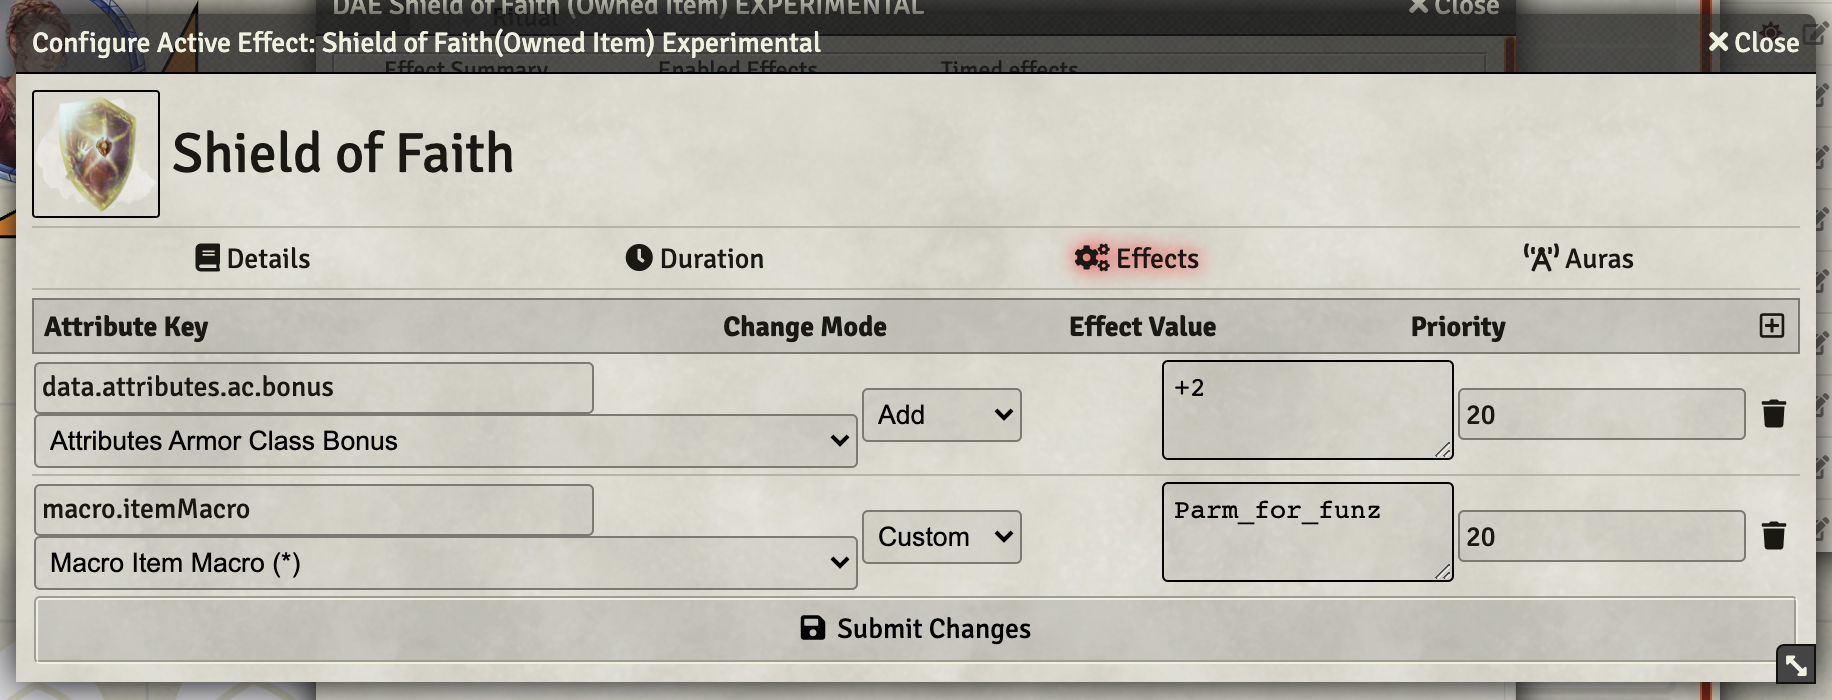 DAE Shield of Faith (Owned Item) EXPERIMENTAL
Close
Ritual
Configure Active Effect: Shield of Faith(Owned Item) Experimental
Close
Effect Summary Enabled Effects Timed effects
Shield of Faith
Details Duration Effects Auras
Attribute Key Change Mode Effect Value Priority
data.attributes.ac.bonus
Attributes Armor Class Bonus
Add
+2
20
macro.itemMacro
Macro Item Macro (*)
Custom
Parm_for_funz
20
Submit Changes